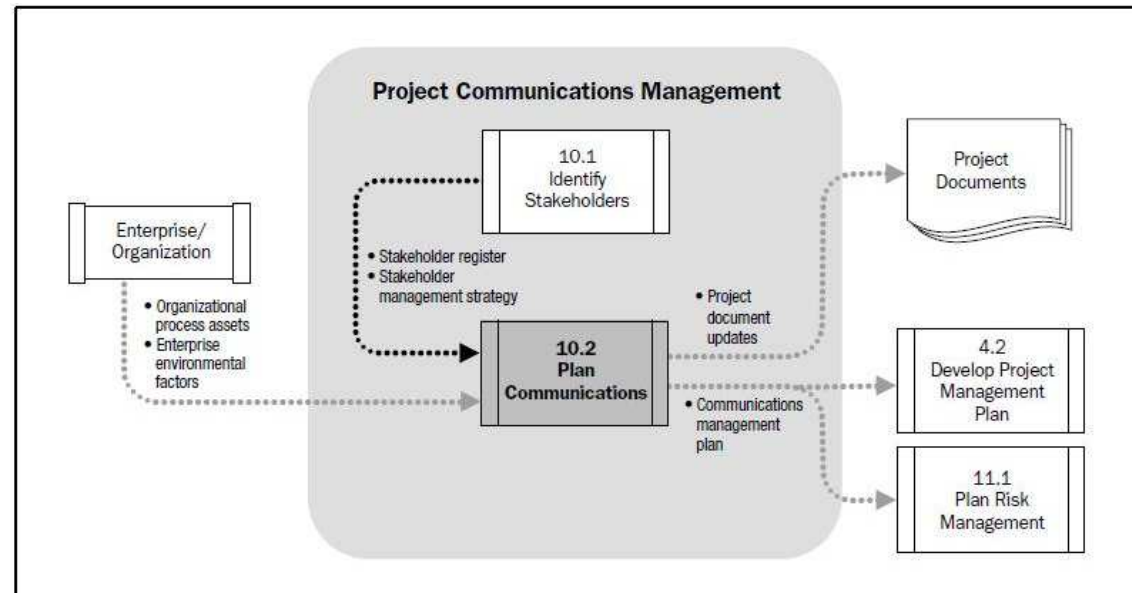 Project Communications Management
10.1
Identify
Stakeholders
Project
Documents
Enterprise/
Organization
• Stakeholder register
• Stakeholder
management strategy
• Organizational
process assets
• Enterprise
environmental
factors
• Project
document
updates
10.2
Plan
Communications
4.2
Develop Project
Management
Plan
• Communications
management
plan
11.1
Plan Risk
Management